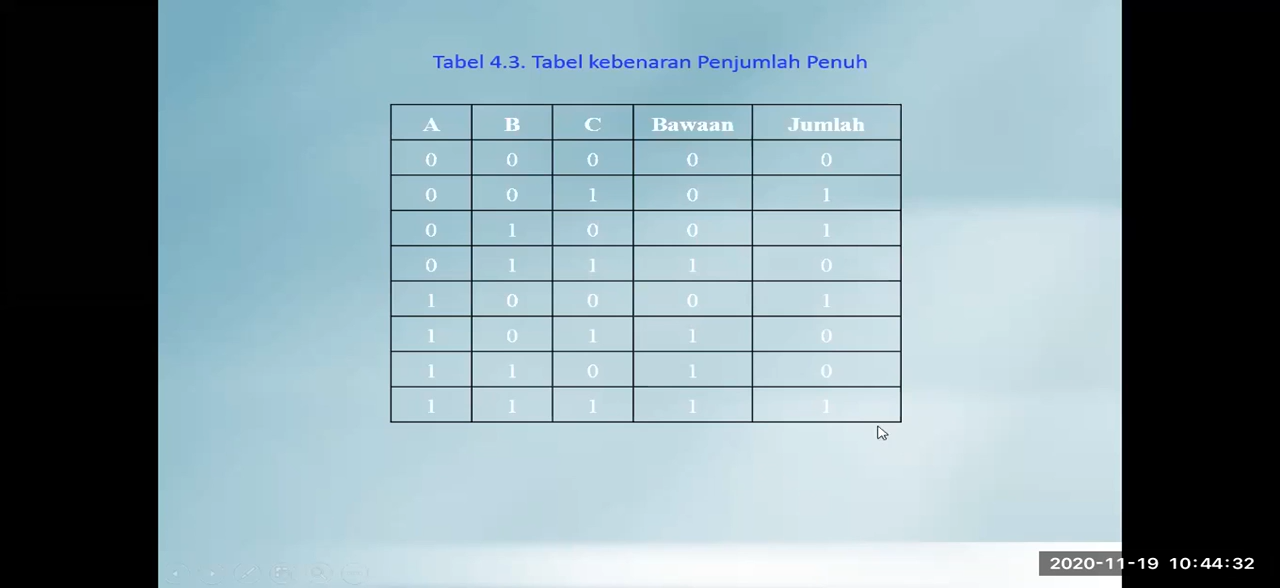 Tabel 4.3. Tabel kebenaran Penjumlah Penuh
A B C Bawaan Jumlah
0 0 0 0 0
0 0 1 0 1
0 1 0 0 1
0 1 1 1 0
1 0 0 0 1
1 0 1 1 0
1 1 0 1 0
1 1 1 1 1
2020-11-19 10:44:32